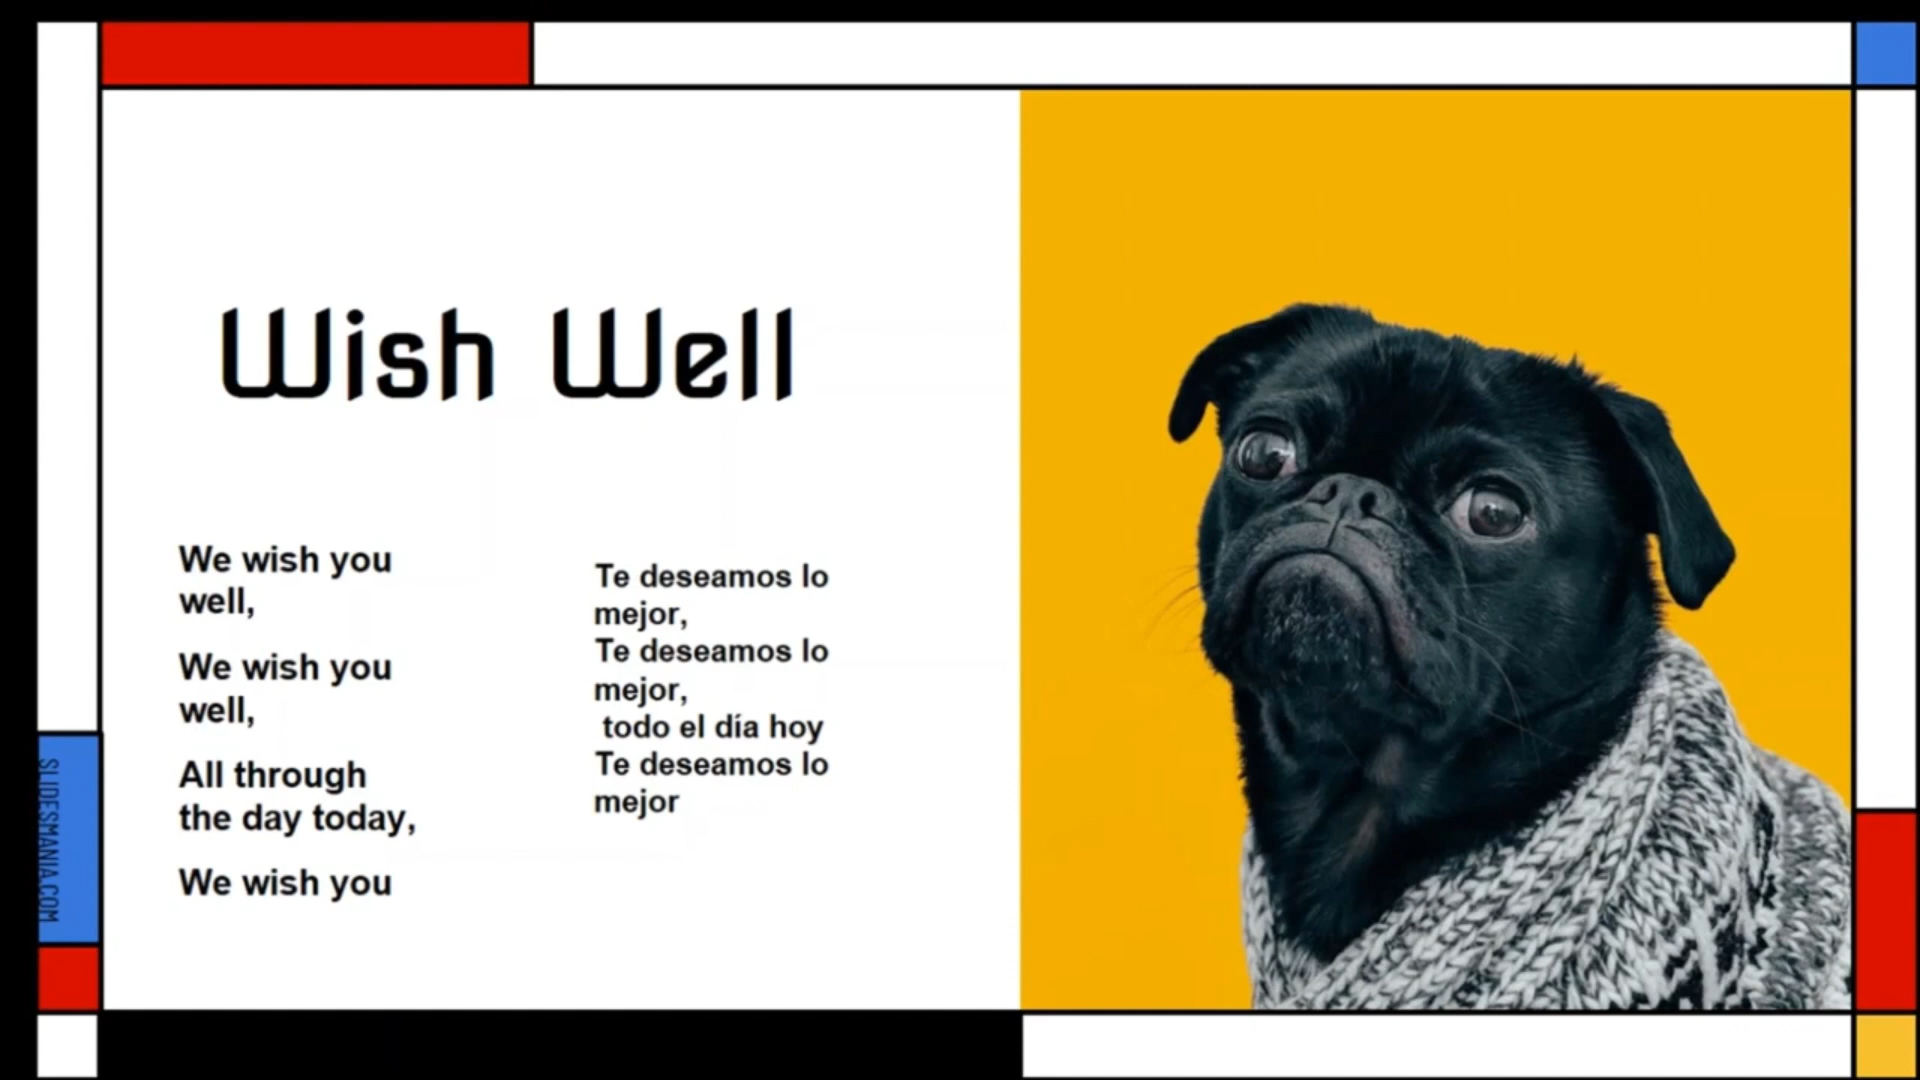 Wish Well
We wish you
well,
We wish you
well,
All through
the day today,
We wish you
Te deseamos lo
mejor,
Te deseamos lo
mejor,
todo el día hoy
Te deseamos lo
mejor
SLIDESMANIA.COM